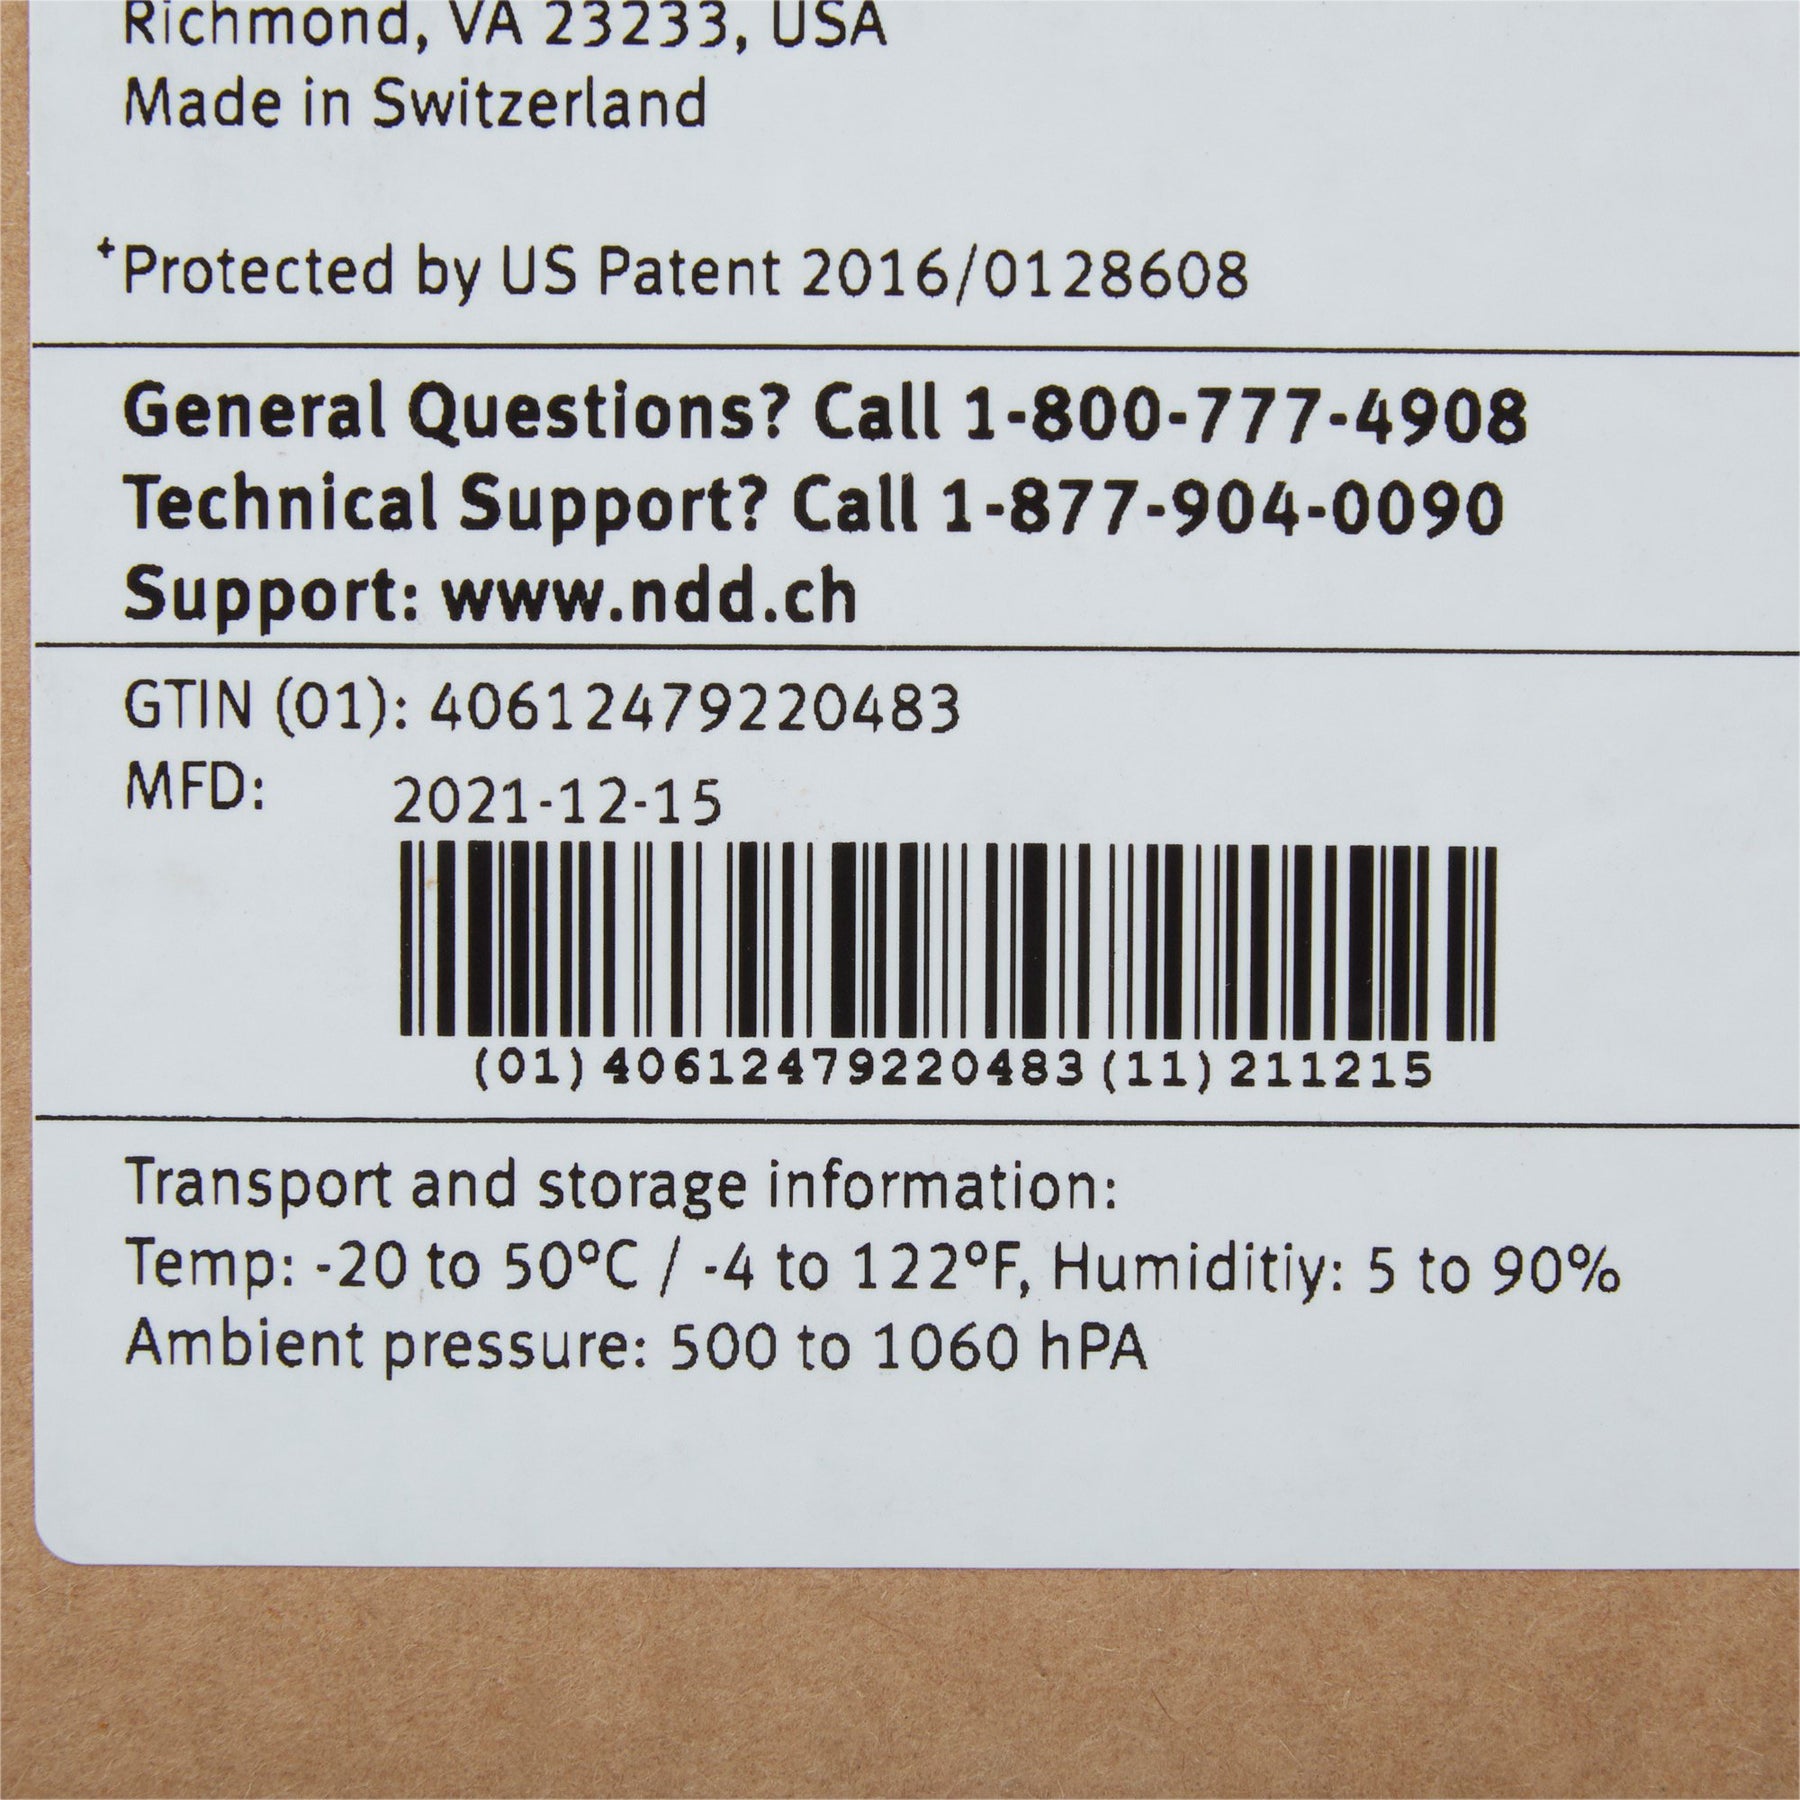 Richmond, VA 23233, USA
Made in Switzerland
+Protected by US Patent 2016/0128608
General Questions? Call 1-800-777-4908
Technical Support? Call 1-877-904-0090
Support: www.ndd.ch
GTIN (01): 40612479220483
MFD: 2021-12-15
(01)40612479220483(11)211215
Transport and storage information:
Temp: -20 to 50°C / -4 to 122°F, Humiditiy: 5 to 90%
Ambient pressure: 500 to 1060 hPA